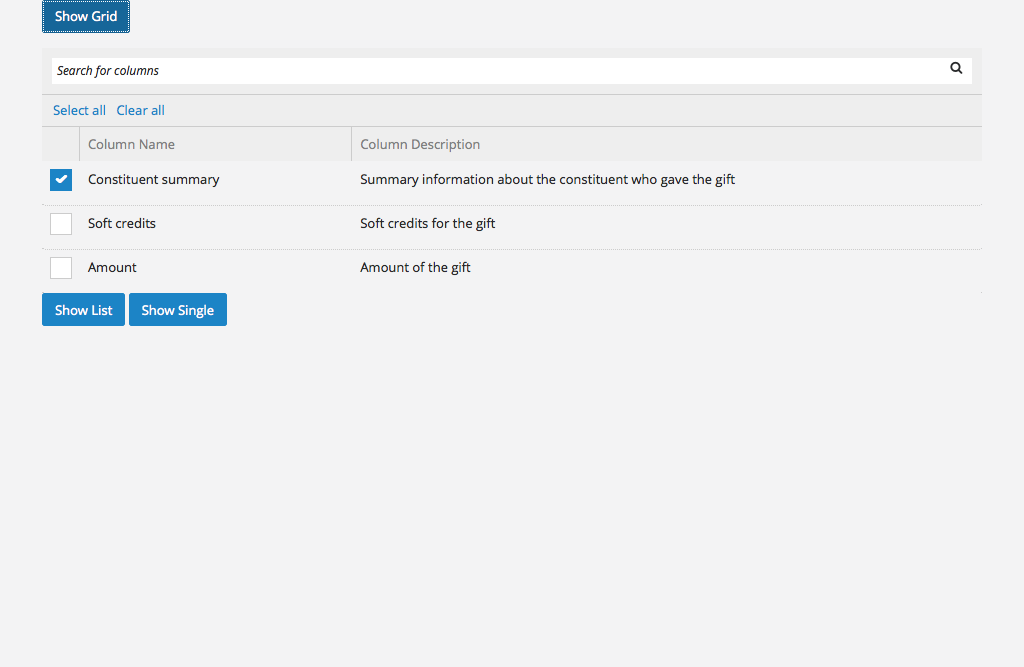 Show Grid
Search for columns
Select all Clear all
Column Name Column Description
Constituent summary Summary information about the constituent who gave the gift
Soft credits Soft credits for the gift
Amount Amount of the gift
Show List Show Single